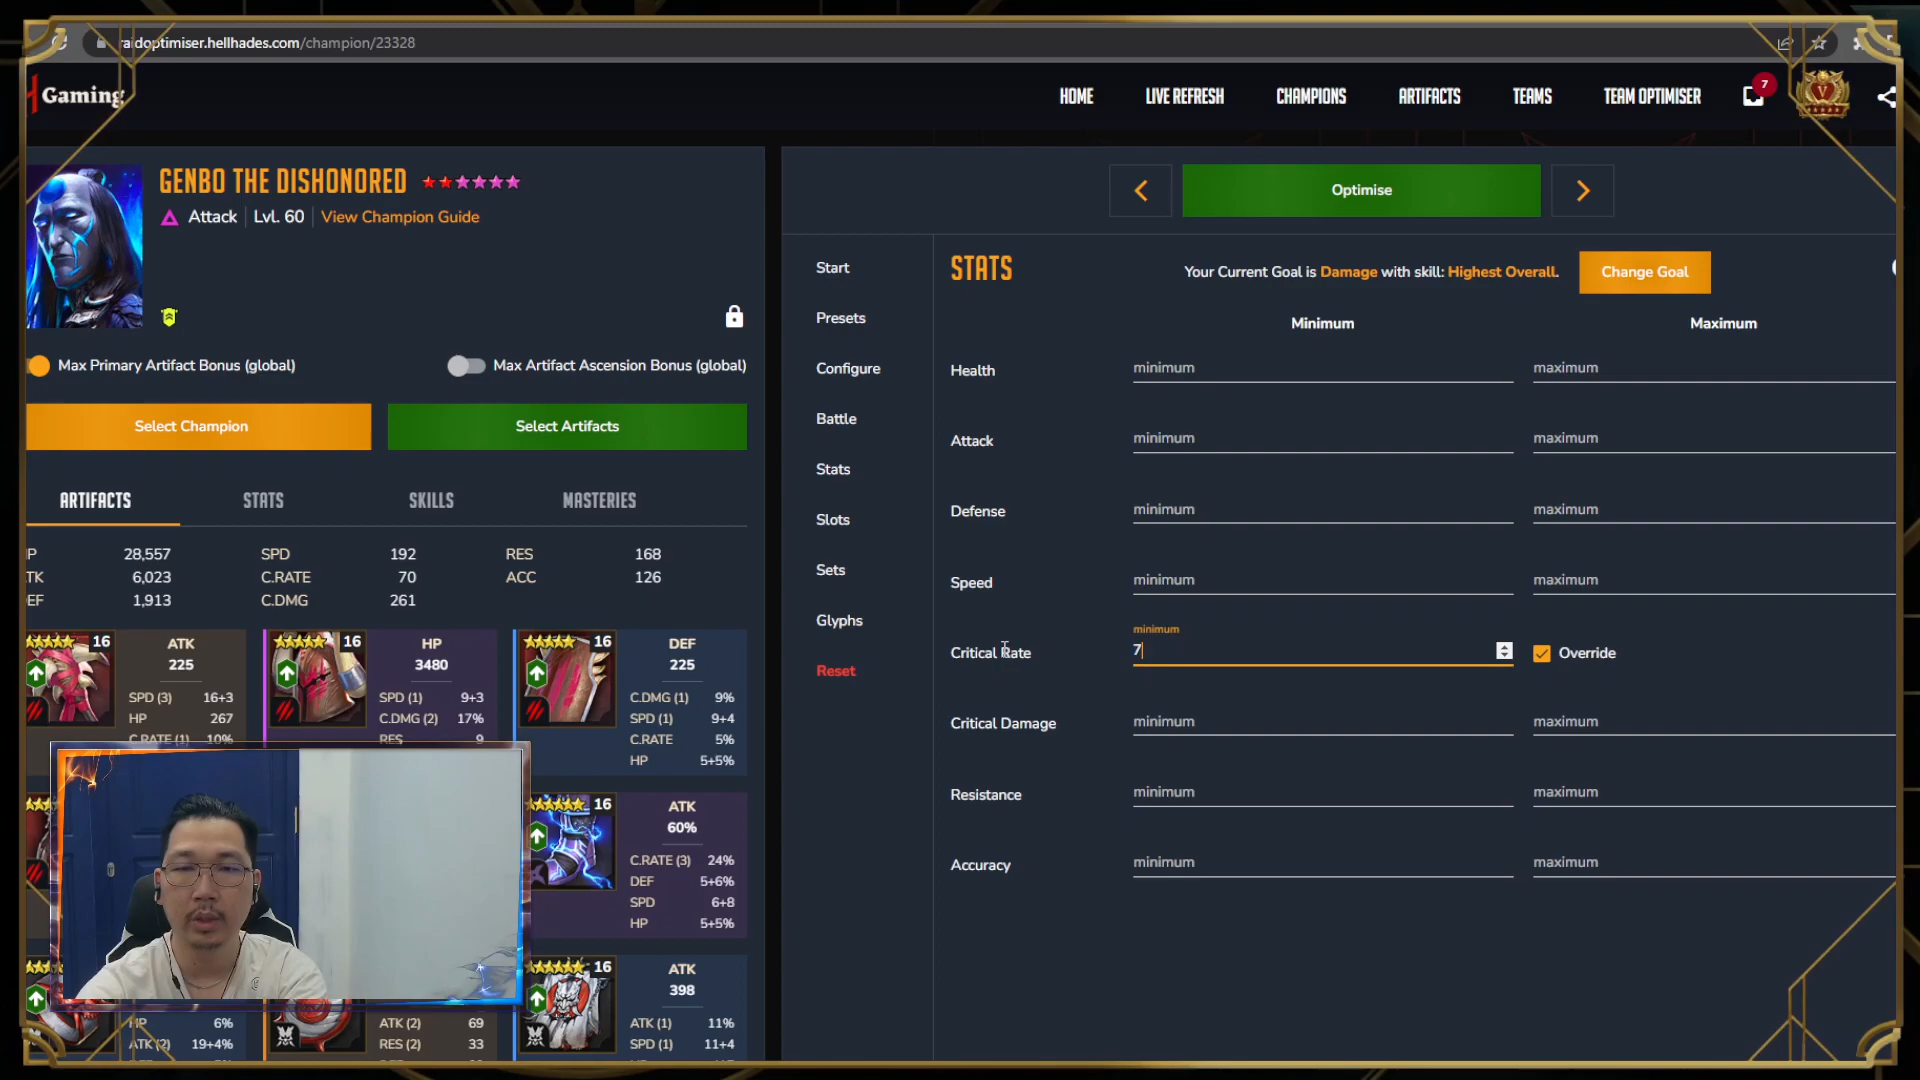 raidoptimiser.hellhades.com/champion/23328
Gaming
HOME
LIVE REFRESH
CHAMPIONS
ARTIFACTS
TEAMS
TEAM OPTIMISER
7
V
GENBO THE DISHONORED
Attack
Lvl. 60
View Champion Guide
Max Primary Artifact Bonus (global)
Max Artifact Ascension Bonus (global)
Select Champion
Select Artifacts
ARTIFACTS
STATS
SKILLS
MASTERIES
P 28,557 SPD 192 RES 168
TK 6,023 C.RATE 70 ACC 126
EF 1,913 C.DMG 261
16
ATK
225
SPD (3) 16+3
HP 267
C.RATE (1) 10%
16
HP
3480
SPD (1) 9+3
C.DMG (2) 17%
RES 9
16
DEF
225
C.DMG (1) 9%
SPD (1) 9+4
C.RATE 5%
HP 5+5%
16
ATK
60%
C.RATE (3) 24%
DEF 5+6%
SPD 6+8
HP 5+5%
HP 6%
ATK (2) 19+4%
ATK (2) 69
RES (2) 33
16
ATK
398
ATK (1) 11%
SPD (1) 11+4
Optimise
Start
Presets
Configure
Battle
Stats
Slots
Sets
Glyphs
Reset
STATS
Your Current Goal is Damage with skill: Highest Overall.
Change Goal
Minimum
Maximum
Health minimum maximum
Attack minimum maximum
Defense minimum maximum
Speed minimum maximum
minimum
Critical Rate 7 Override
Critical Damage minimum maximum
Resistance minimum maximum
Accuracy minimum maximum